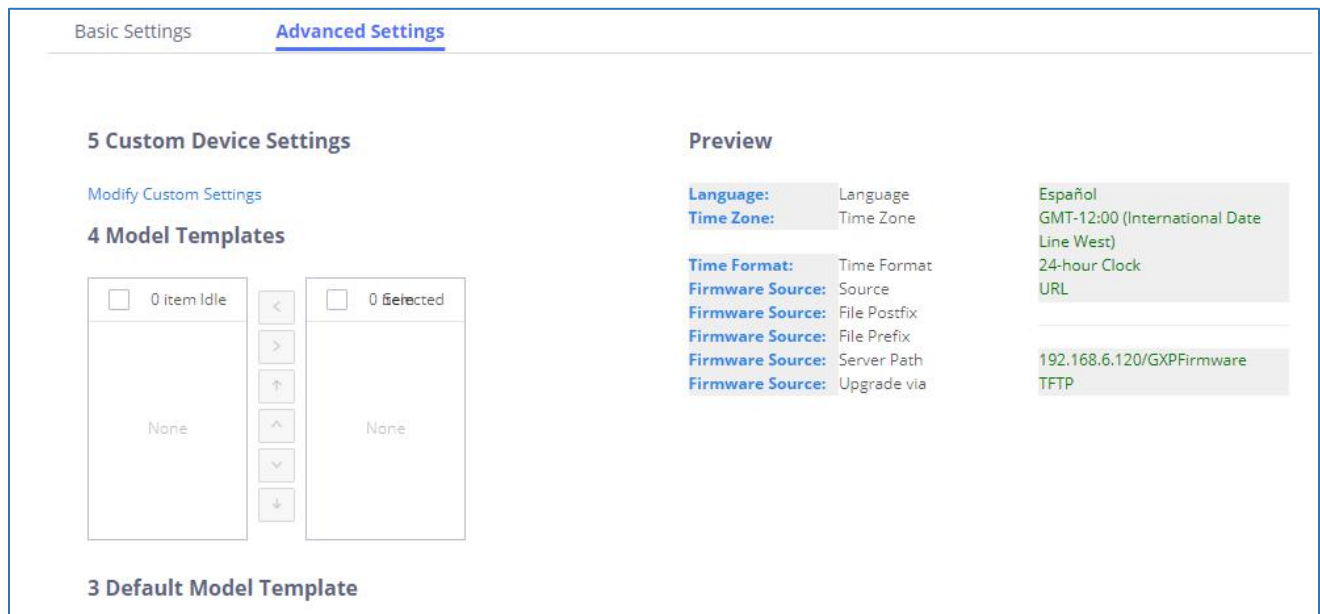 Basic Settings Advanced Settings
5 Custom Device Settings
Modify Custom Settings
4 Model Templates
0 item Idle
<
>
0 Selected
None
None
3 Default Model Template
Preview
Language: Language Español
Time Zone: Time Zone GMT-12:00 (International Date
Line West)
Time Format: Time Format 24-hour Clock
Firmware Source: Source URL
Firmware Source: File Postfix
Firmware Source: File Prefix
Firmware Source: Server Path 192.168.6.120/GXPFirmware
Firmware Source: Upgrade via TFTP